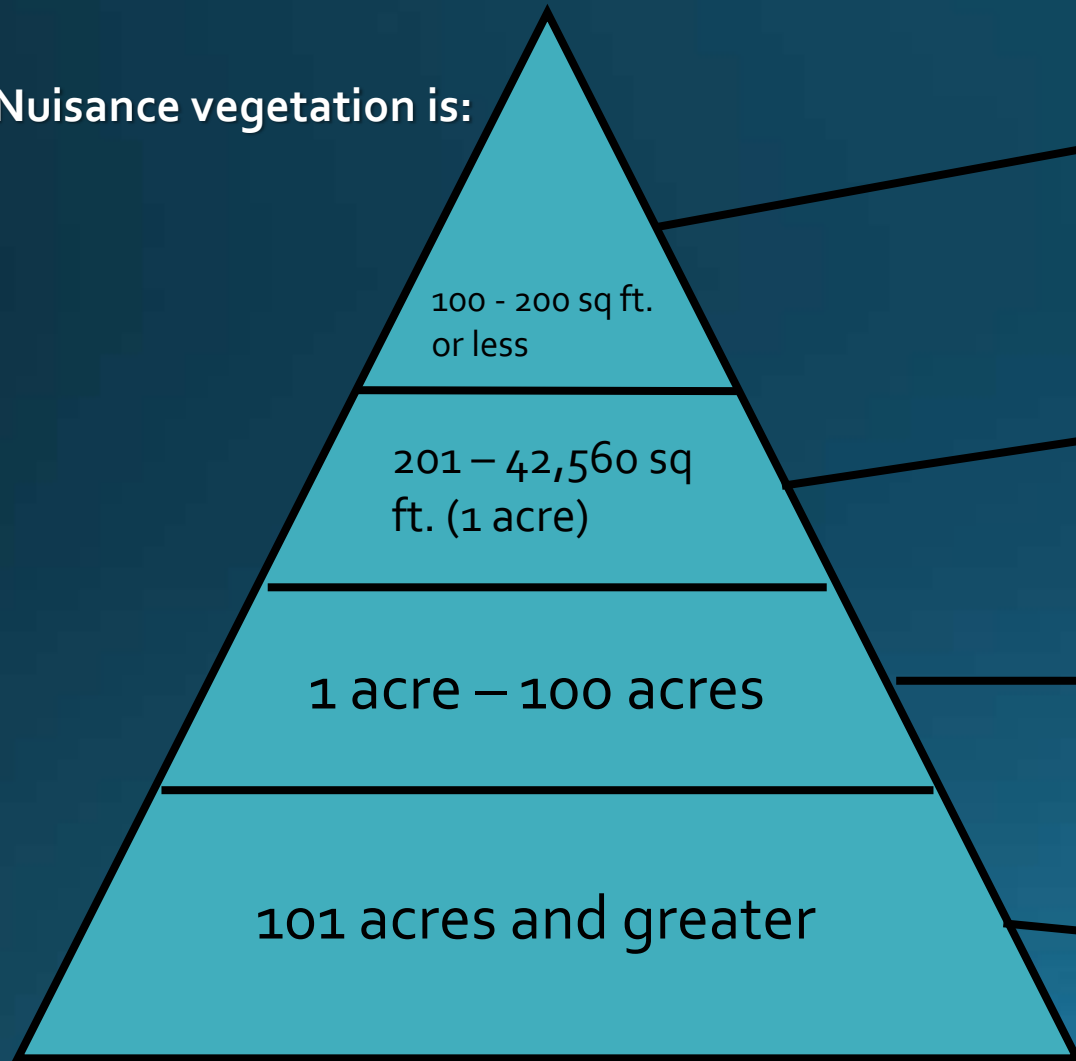 Nuisance vegetation is:
100 - 200 sq ft.
or less
201 – 42,560 sq
ft. (1 acre)
1 acre – 100 acres
101 acres and greater